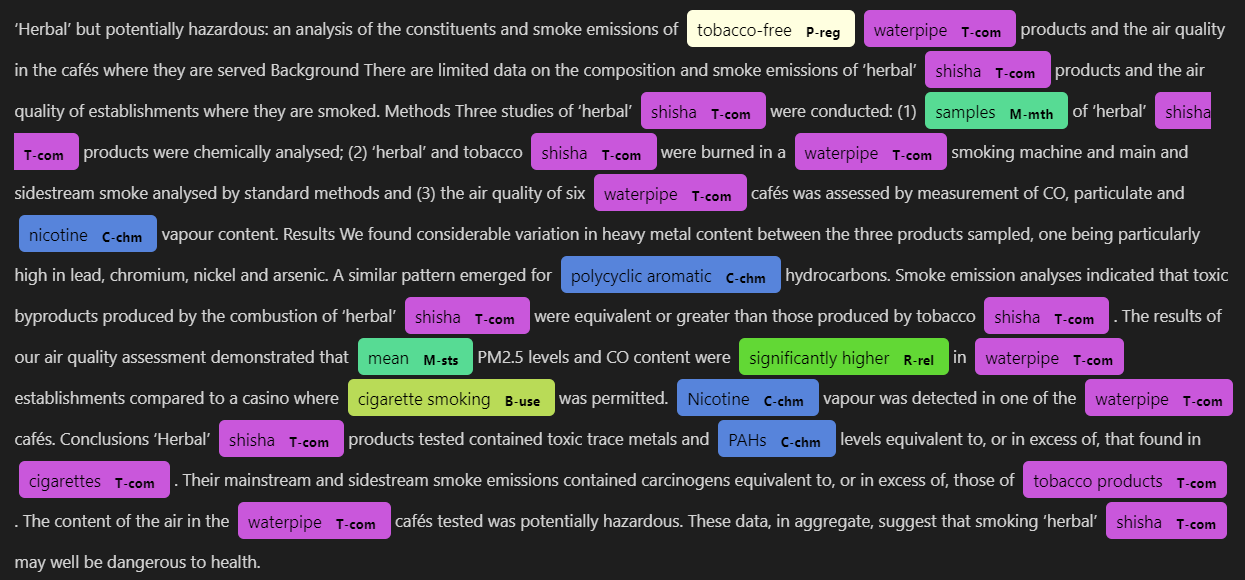 ‘Herbal’ but potentially hazardous: an analysis of the constituents and smoke emissions of tobacco-free P-reg waterpipe T-com products and the air quality
in the cafés where they are served Background There are limited data on the composition and smoke emissions of ‘herbal’ shisha T-com products and the air
quality of establishments where they are smoked. Methods Three studies of ‘herbal’ shisha T-com were conducted: (1) samples M-mth of ‘herbal’ shisha
T-com products were chemically analysed; (2) ‘herbal’ and tobacco shisha T-com were burned in a waterpipe T-com smoking machine and main and
sidestream smoke analysed by standard methods and (3) the air quality of six waterpipe T-com cafés was assessed by measurement of CO, particulate and
nicotine C-chm vapour content. Results We found considerable variation in heavy metal content between the three products sampled, one being particularly
high in lead, chromium, nickel and arsenic. A similar pattern emerged for polycyclic aromatic C-chm hydrocarbons. Smoke emission analyses indicated that toxic
byproducts produced by the combustion of ‘herbal’ shisha T-com were equivalent or greater than those produced by tobacco shisha T-com . The results of
our air quality assessment demonstrated that mean M-sts PM2.5 levels and CO content were significantly higher R-rel in waterpipe T-com
establishments compared to a casino where cigarette smoking B-use was permitted. Nicotine C-chm vapour was detected in one of the waterpipe T-com
cafés. Conclusions ‘Herbal’ shisha T-com products tested contained toxic trace metals and PAHs C-chm levels equivalent to, or in excess of, that found in
cigarettes T-com . Their mainstream and sidestream smoke emissions contained carcinogens equivalent to, or in excess of, those of tobacco products T-com
. The content of the air in the waterpipe T-com cafés tested was potentially hazardous. These data, in aggregate, suggest that smoking ‘herbal’ shisha T-com
may well be dangerous to health.